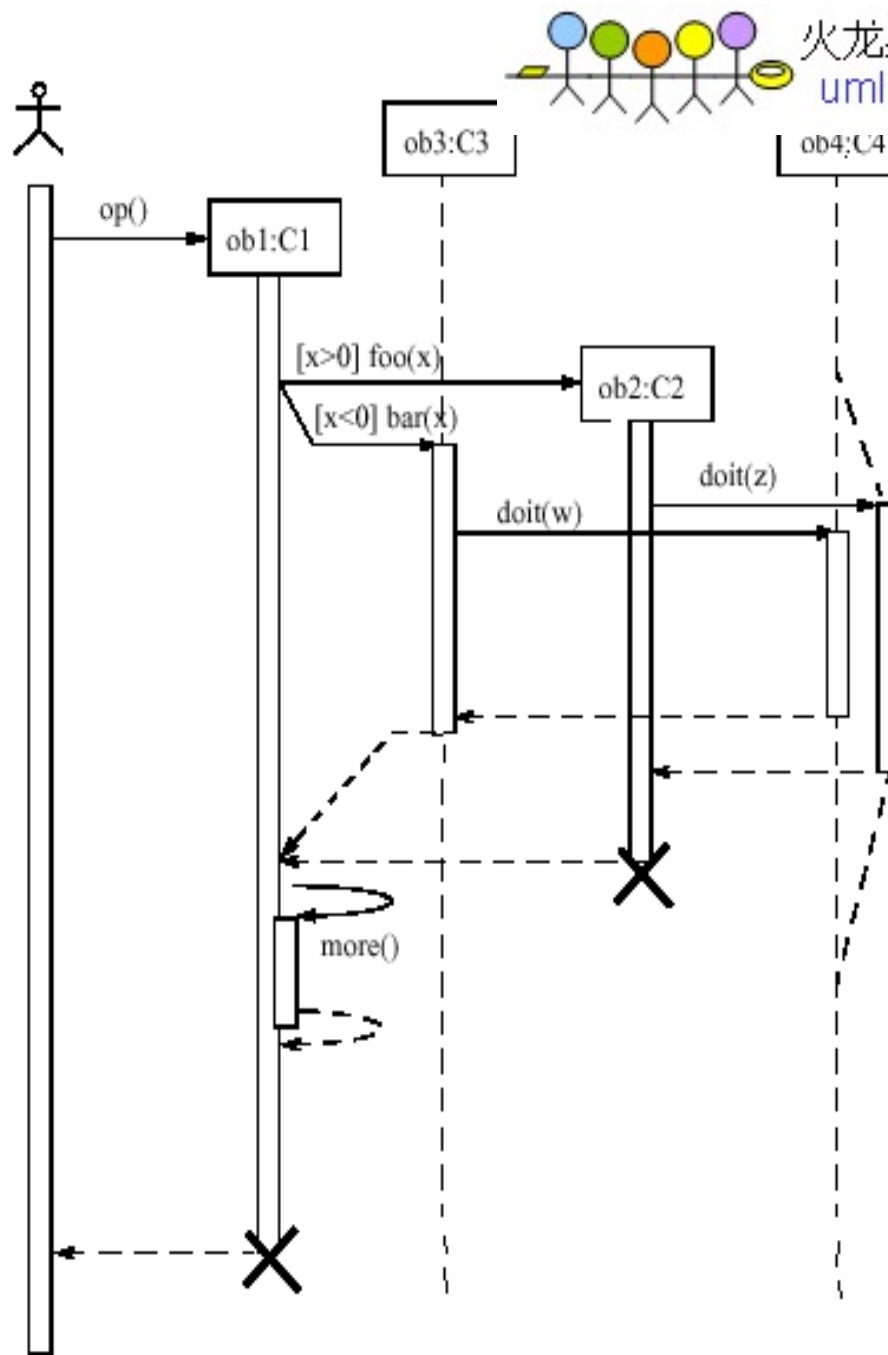 火龙
uml
ob3:C3
ob4:C4
op()
ob1:C1
[x>0] foo(x)
ob2:C2
[x<0] bar(x)
doit(z)
doit(w)
more()